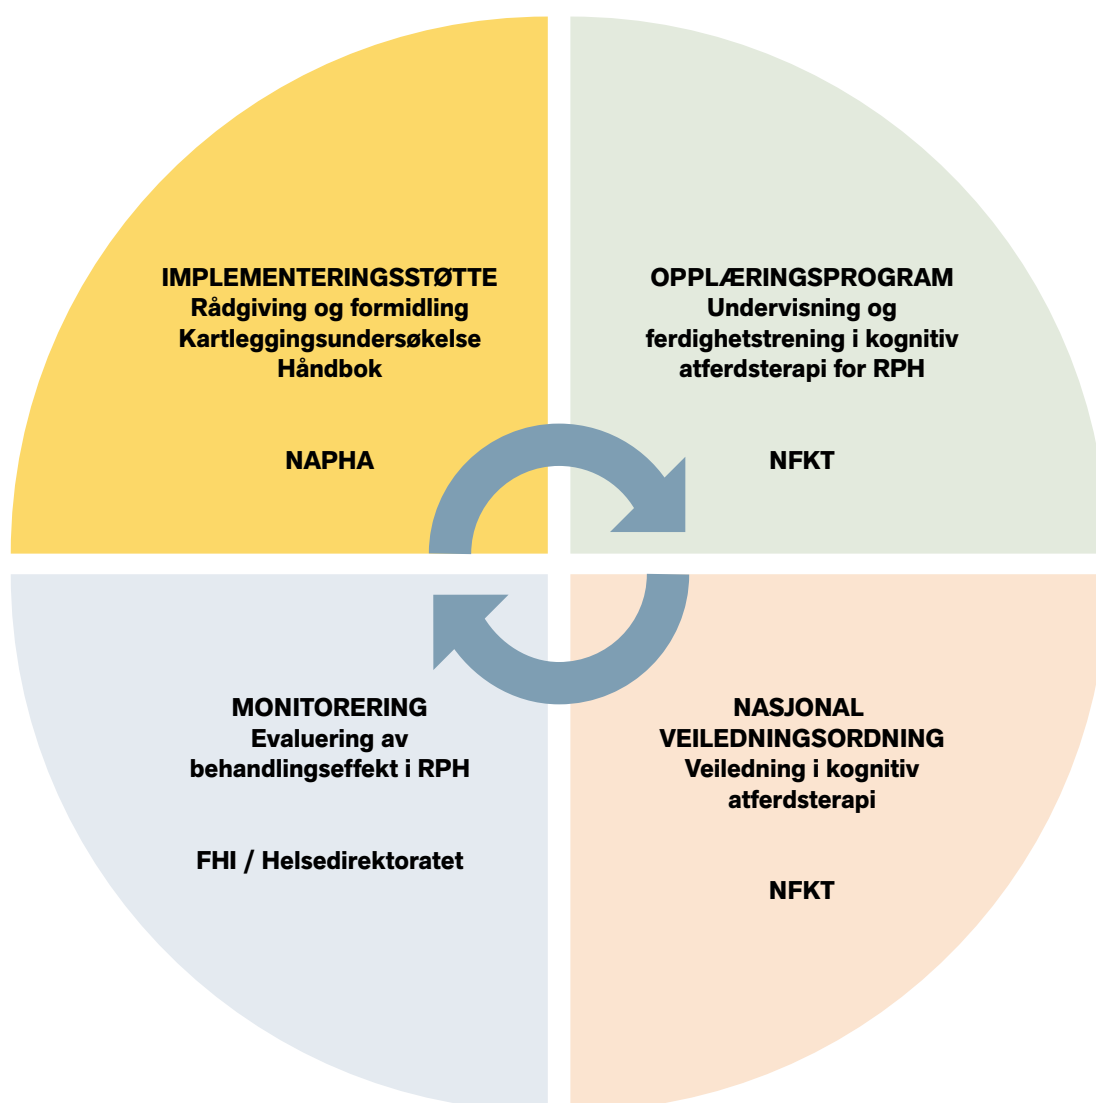 IMPLEMENTERINGSSTØTTE
Rådgiving og formidling
Kartleggingsundersøkelse
Håndbok
NAPHA
OPPLÆRINGSPROGRAM
Undervisning og
ferdighetstrening i kognitiv
atferdsterapi for RPH
NFKT
MONITORERING
Evaluering av
behandlingseffekt i RPH
FHI / Helsedirektoratet
NASJONAL
VEILEDNINGSORDNING
Veiledning i kognitiv
atferdsterapi
NFKT